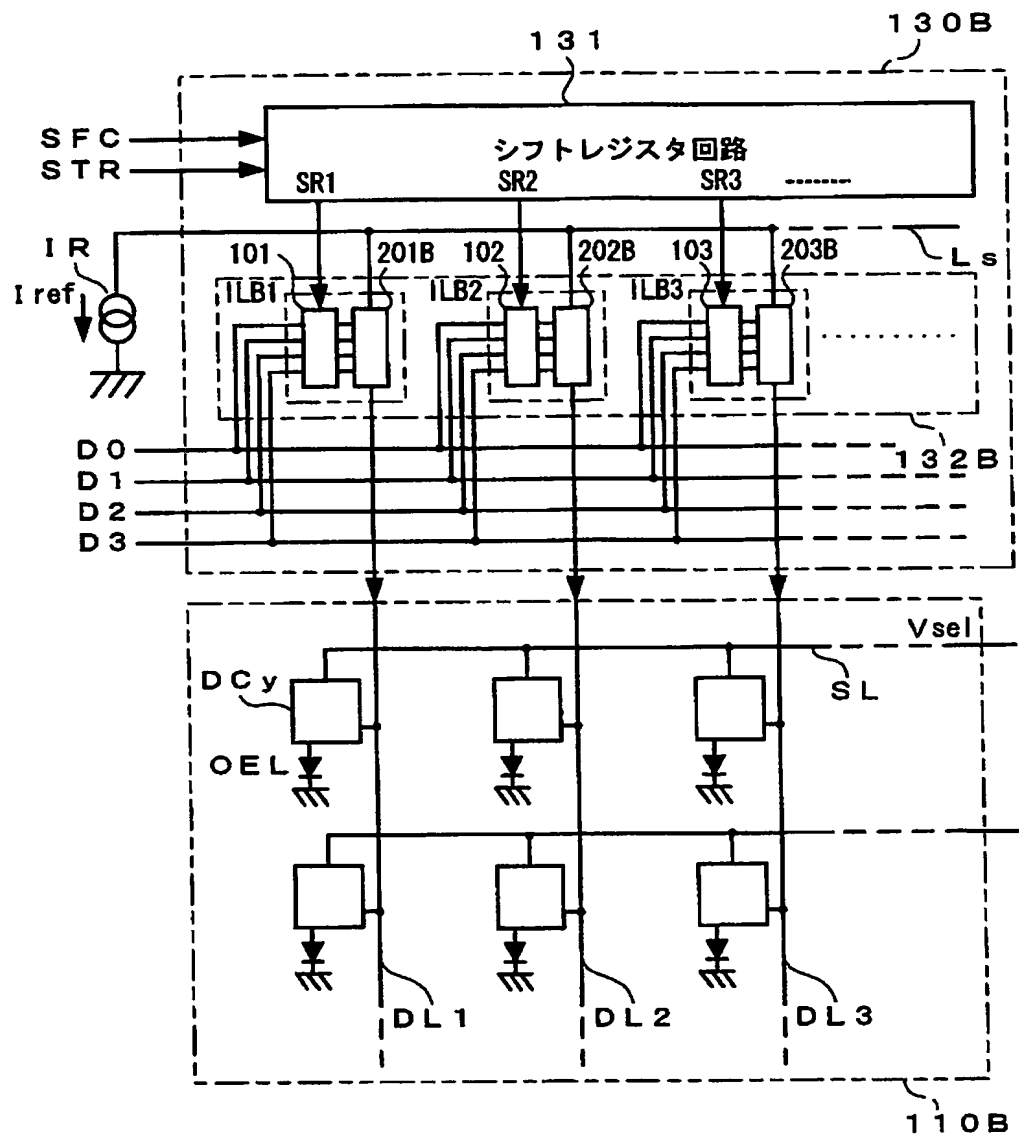 130B
131
SFC
STR
シフトレジスタ回路
SR1 SR2 SR3
IR
Iref
Ls
101 201B 102 202B 103 203B
ILB1 ILB2 ILB3
D0
D1
D2
D3
132B
Vsel
SL
DCy
OEL
DL1 DL2 DL3
110B